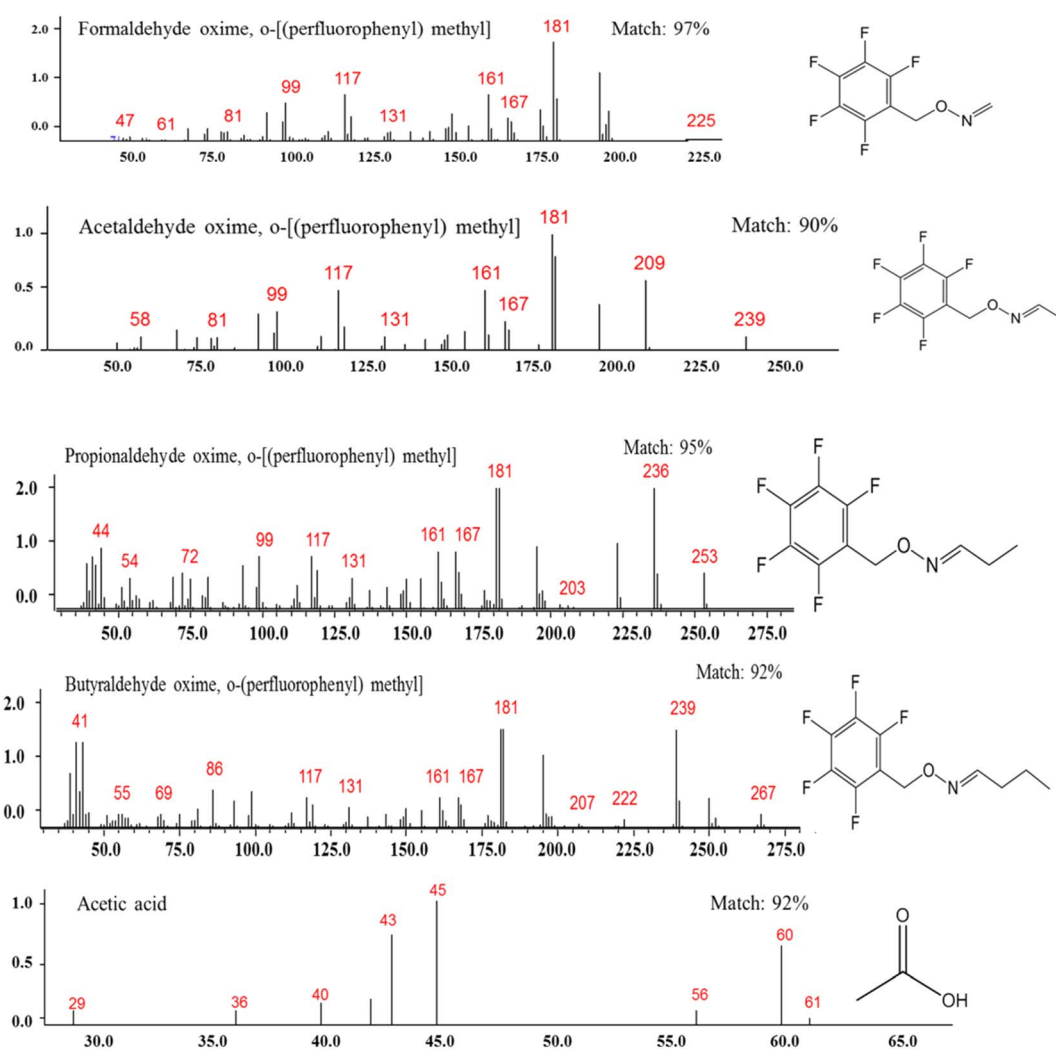 Formaldehyde oxime, o-[(perfluorophenyl) methyl] Match: 97%
2.0
1.0
0.0
47 61 81 99 117 131 161 167 181 225
50.0 75.0 100.0 125.0 150.0 175.0 200.0 225.0
F F F F F O N
Acetaldehyde oxime, o-[(perfluorophenyl) methyl] Match: 90%
1.0
0.5
0.0
58 81 99 117 131 161 167 181 209 239
50.0 75.0 100.0 125.0 150.0 175.0 200.0 225.0 250.0
F F F F F O N
Propionaldehyde oxime, o-[(perfluorophenyl) methyl] Match: 95%
2.0
1.0
0.0
44 54 72 99 117 131 161 167 181 203 236 253
50.0 75.0 100.0 125.0 150.0 175.0 200.0 225.0 250.0 275.0
F F F F F O N
Butyraldehyde oxime, o-(perfluorophenyl) methyl] Match: 92%
2.0
1.0
0.0
41 55 69 86 117 131 161 167 181 207 222 239 267
50.0 75.0 100.0 125.0 150.0 175.0 200.0 225.0 250.0 275.0
F F F F F O N
Acetic acid Match: 92%
1.0
0.5
0.0
29 36 40 43 45 56 60 61
30.0 35.0 40.0 45.0 50.0 55.0 60.0 65.0
O OH